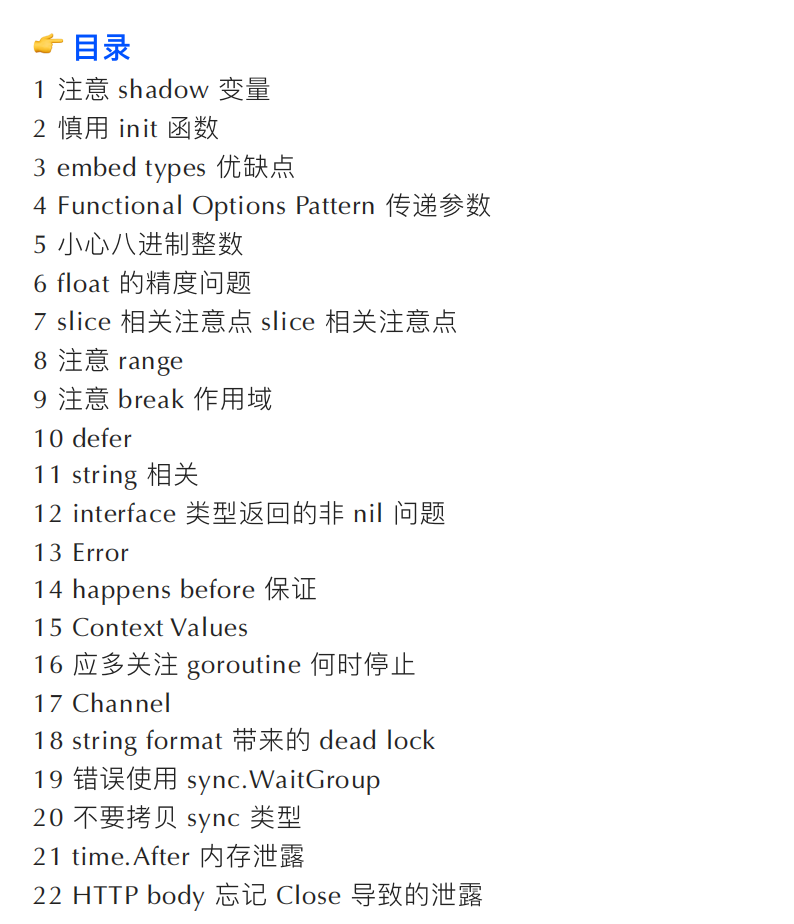 👉 目录
1 注意 shadow 变量
2 慎用 init 函数
3 embed types 优缺点
4 Functional Options Pattern 传递参数
5 小心八进制整数
6 float 的精度问题
7 slice 相关注意点 slice 相关注意点
8 注意 range
9 注意 break 作用域
10 defer
11 string 相关
12 interface 类型返回的非 nil 问题
13 Error
14 happens before 保证
15 Context Values
16 应多关注 goroutine 何时停止
17 Channel
18 string format 带来的 dead lock
19 错误使用 sync.WaitGroup
20 不要拷贝 sync 类型
21 time.After 内存泄露
22 HTTP body 忘记 Close 导致的泄露